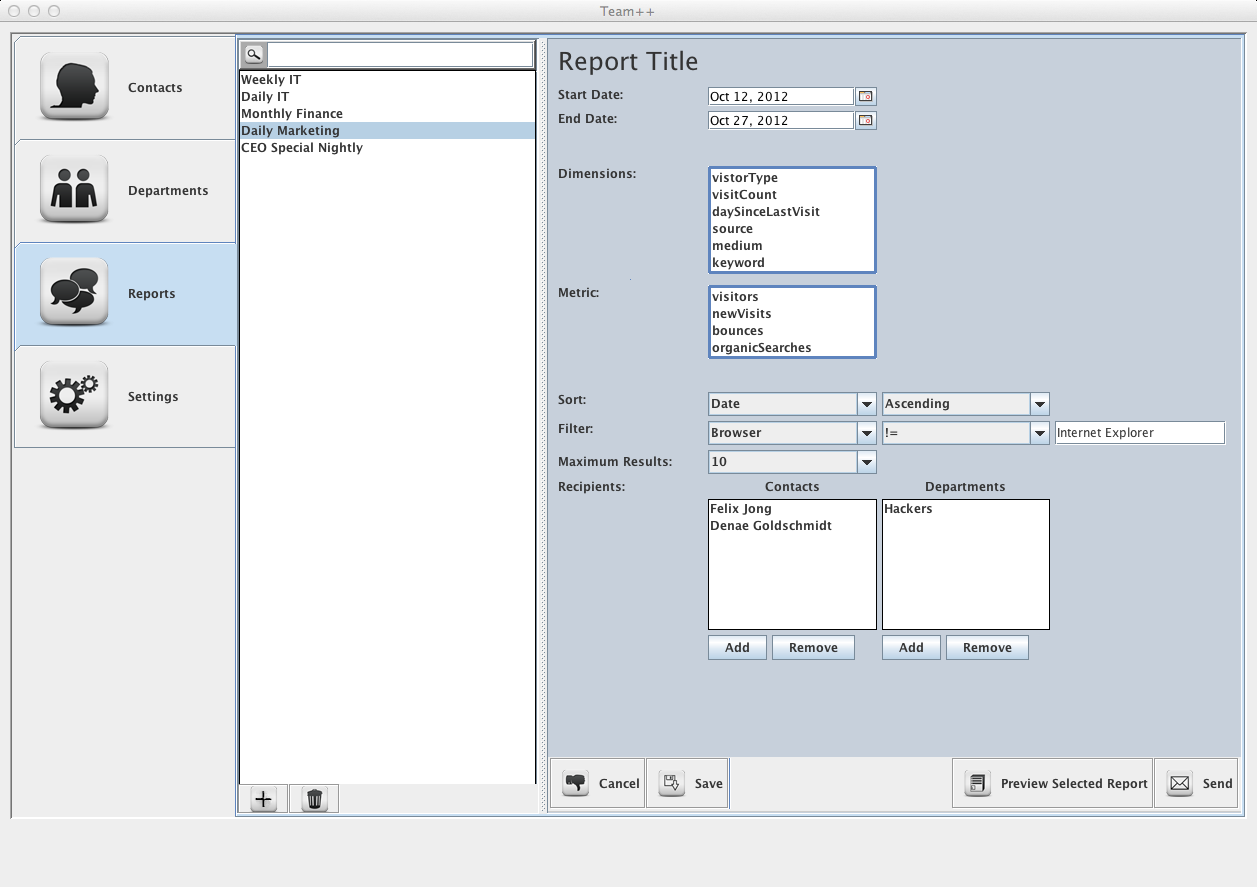 Team++
Contacts
Departments
Reports
Settings
Weekly IT
Daily IT
Monthly Finance
Daily Marketing
CEO Special Nightly
Report Title
Start Date: Oct 12, 2012
End Date: Oct 27, 2012
Dimensions:
vistorType
visitCount
daySinceLastVisit
source
medium
keyword
Metric:
visitors
newVisits
bounces
organicSearches
Sort: Date Ascending
Filter: Browser != Internet Explorer
Maximum Results: 10
Recipients: Contacts Departments
Felix Jong Hackers
Denae Goldschmidt
Add Remove Add Remove
Cancel Save Preview Selected Report Send